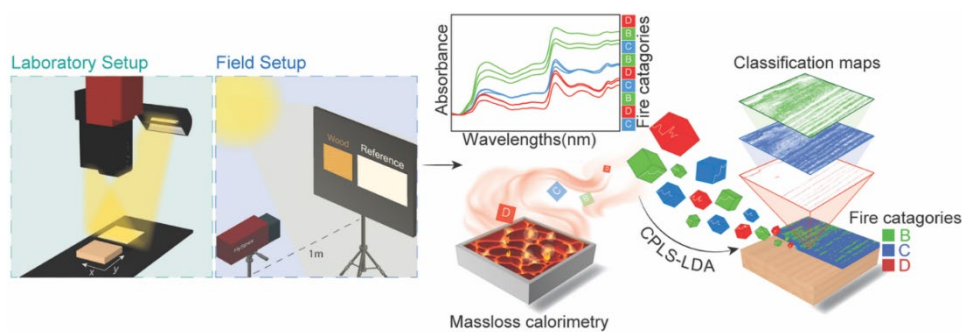 Laboratory Setup
Field Setup
Wood
Reference
HySpex
1m
x
y
Absorbance
Wavelengths(nm)
Fire catagories
D
B
C
B
D
C
B
D
C
D
C
B
Massloss calorimetry
CPLS-LDA
Classification maps
Fire catagories
B
C
D